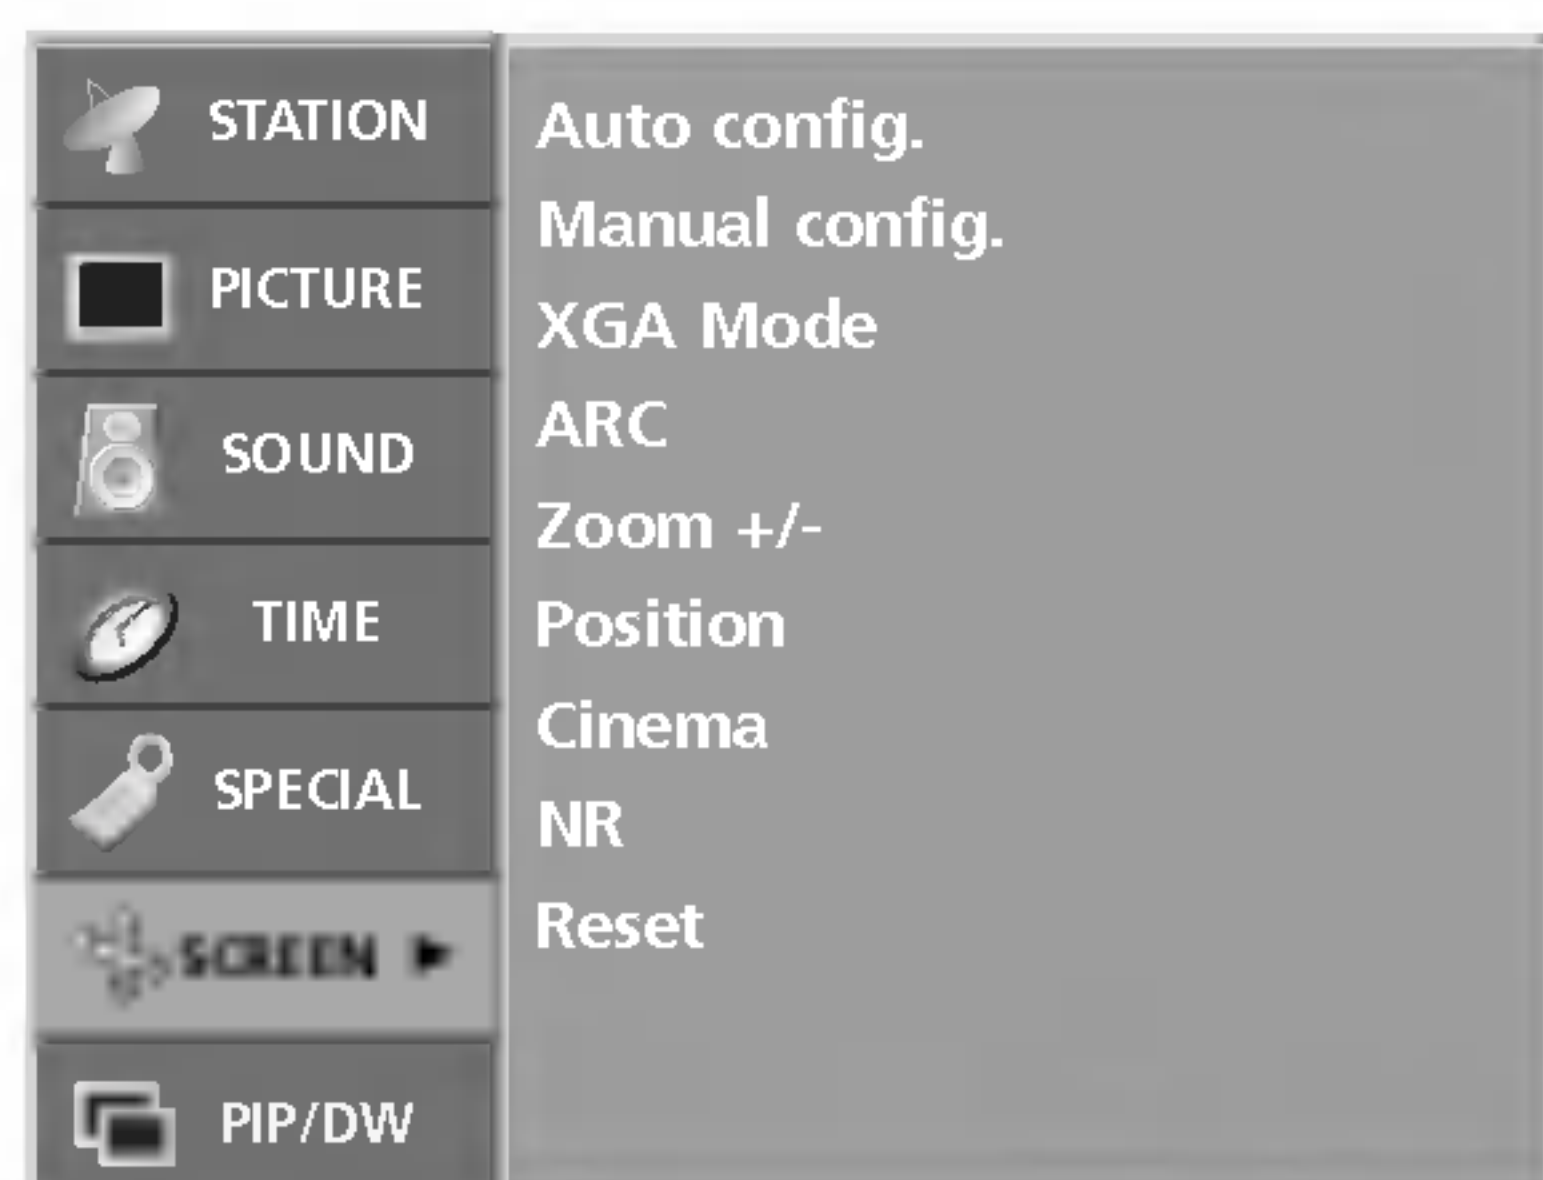 STATION
PICTURE
SOUND
TIME
SPECIAL
SCREEN
PIP/DW
Auto config.
Manual config.
XGA Mode
ARC
Zoom +/-
Position
Cinema
NR
Reset